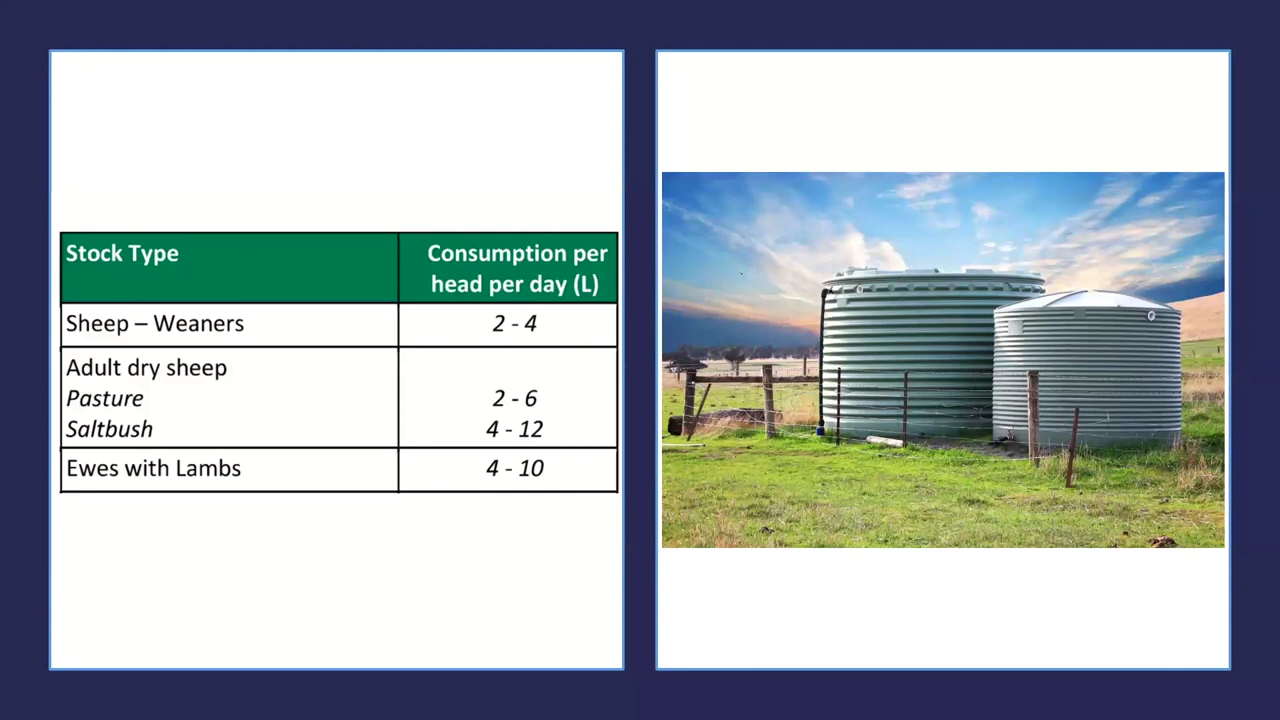 Stock Type
Consumption per
head per day (L)
Sheep – Weaners
2 - 4
Adult dry sheep
Pasture
2 - 6
Saltbush
4 - 12
Ewes with Lambs
4 - 10